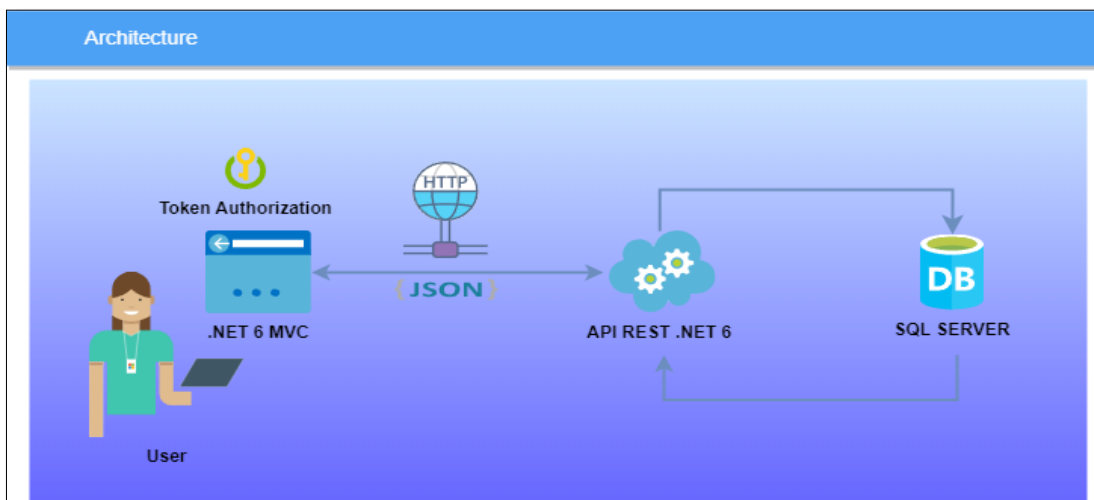 Architecture
Token Authorization
HTTP
{JSON}
.NET 6 MVC
API REST .NET 6
DB
SQL SERVER
User